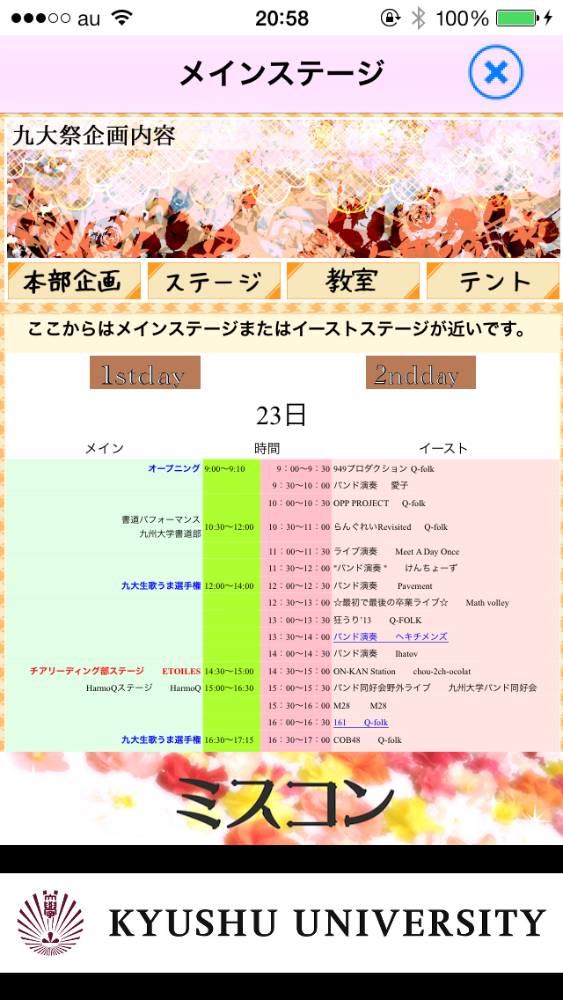 au 20:58 100%
メインステージ
九大祭企画内容
本部企画 ステージ 教室 テント
ここからはメインステージまたはイーストステージが近いです。
1stday 2ndday
23日
メイン 時間 イースト
オープニング 9:00〜9:10 9：00〜9：30 949プロダクション Q-folk
9：30〜10：00 バンド演奏 愛子
10：00〜10：30 OPP PROJECT Q-folk
書道パフォーマンス
九州大学書道部 10:30〜12:00 10：30〜11：00 らんぐれいRevisited Q-folk
11：00〜11：30 ライブ演奏 Meet A Day Once
11：30〜12：00 "バンド演奏 " けんちょーず
九大生歌うま選手権 12:00〜14:00 12：00〜12：30 バンド演奏 Pavement
12：30〜13：00 ☆最初で最後の卒業ライブ☆ Math volley
13：00〜13：30 狂うり'13 Q-FOLK
13：30〜14：00 バンド演奏 ヘキチメンズ
14：00〜14：30 バンド演奏 Ihatov
チアリーディング部ステージ ETOILES 14:30〜15:00 14：30〜15：00 ON-KAN Station chou-2ch-ocolat
HarmoQステージ HarmoQ 15:00〜16:30 15：00〜15：30 バンド同好会野外ライブ 九州大学バンド同好会
15：30〜16：00 M28 M28
16：00〜16：30 161 Q-folk
九大生歌うま選手権 16:30〜17:15 16：30〜17：00 COB48 Q-folk
ミスコン
KYUSHU UNIVERSITY